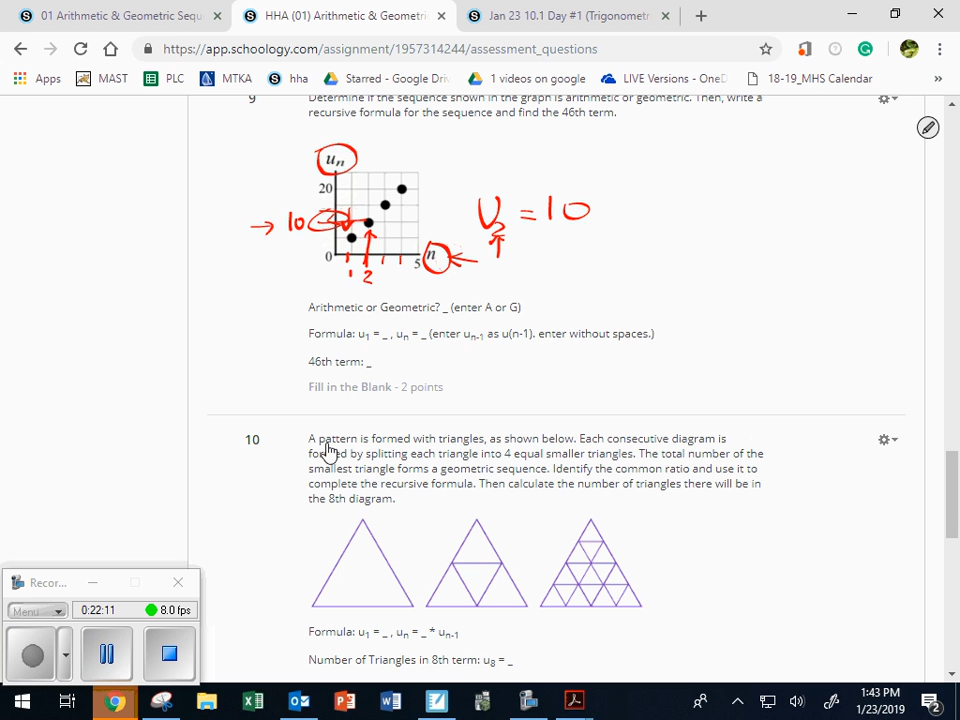 01 Arithmetic & Geometric Sequ
HHA (01) Arithmetic & Geometri
Jan 23 10.1 Day #1 (Trigonomet
https://app.schoology.com/assignment/1957314244/assessment_questions
Apps MAST PLC MTKA hha Starred - Google Driv 1 videos on google LIVE Versions - OneD 18-19_MHS Calendar »
9 Determine if the sequence shown in the graph is arithmetic or geometric. Then, write a
recursive formula for the sequence and find the 46th term.
un
20
10
U2 = 10
0 5 n
1 2
Arithmetic or Geometric? _ (enter A or G)
Formula: u1 = _ , un = _ (enter un-1 as u(n-1). enter without spaces.}
46th term: _
Fill in the Blank - 2 points
10 A pattern is formed with triangles, as shown below. Each consecutive diagram is
formed by splitting each triangle into 4 equal smaller triangles. The total number of the
smallest triangle forms a geometric sequence. Identify the common ratio and use it to
complete the recursive formula. Then calculate the number of triangles there will be in
the 8th diagram.
Formula: u1 = _ , un = _ * un-1
Number of Triangles in 8th term: u8 = _
Recor...
Menu 0:22:11 8.0 fps
1:43 PM
1/23/2019
2